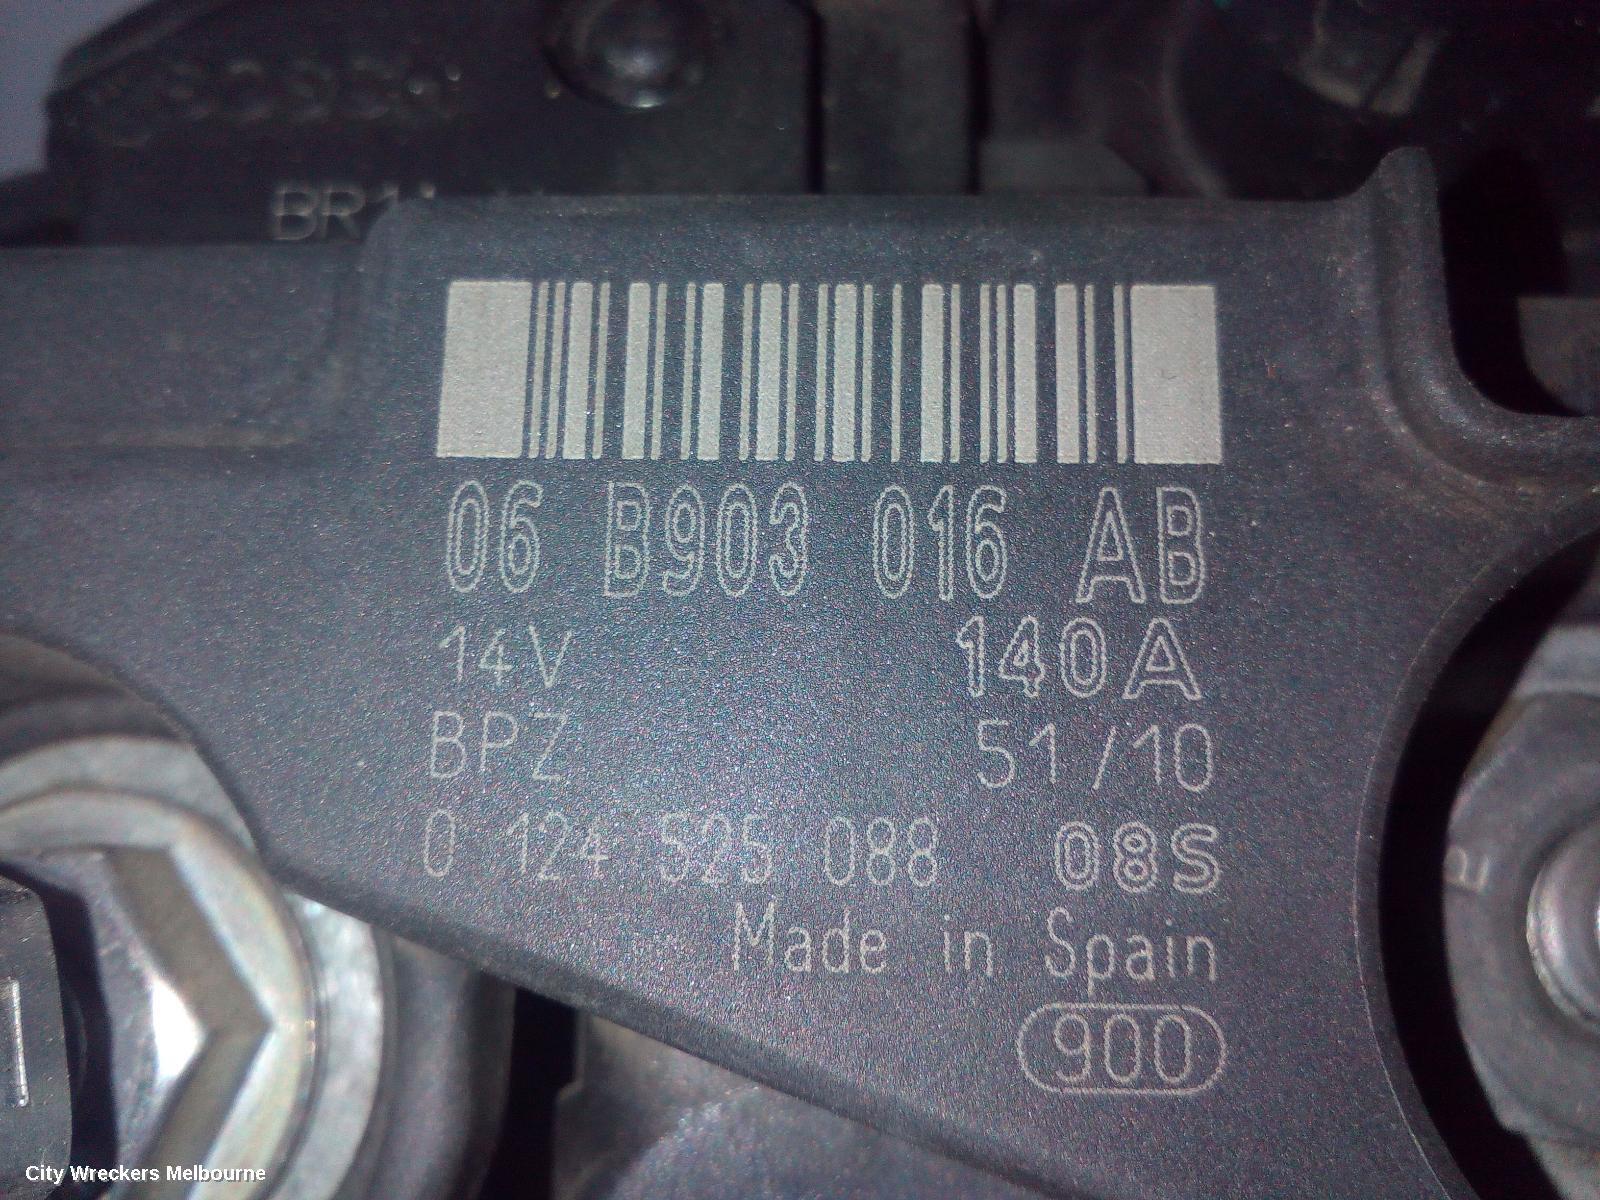 06 B903 016 AB
14V 140A
BPZ 51/10
0 124 525 088 08S
Made in Spain
900
City Wreckers Melbourne